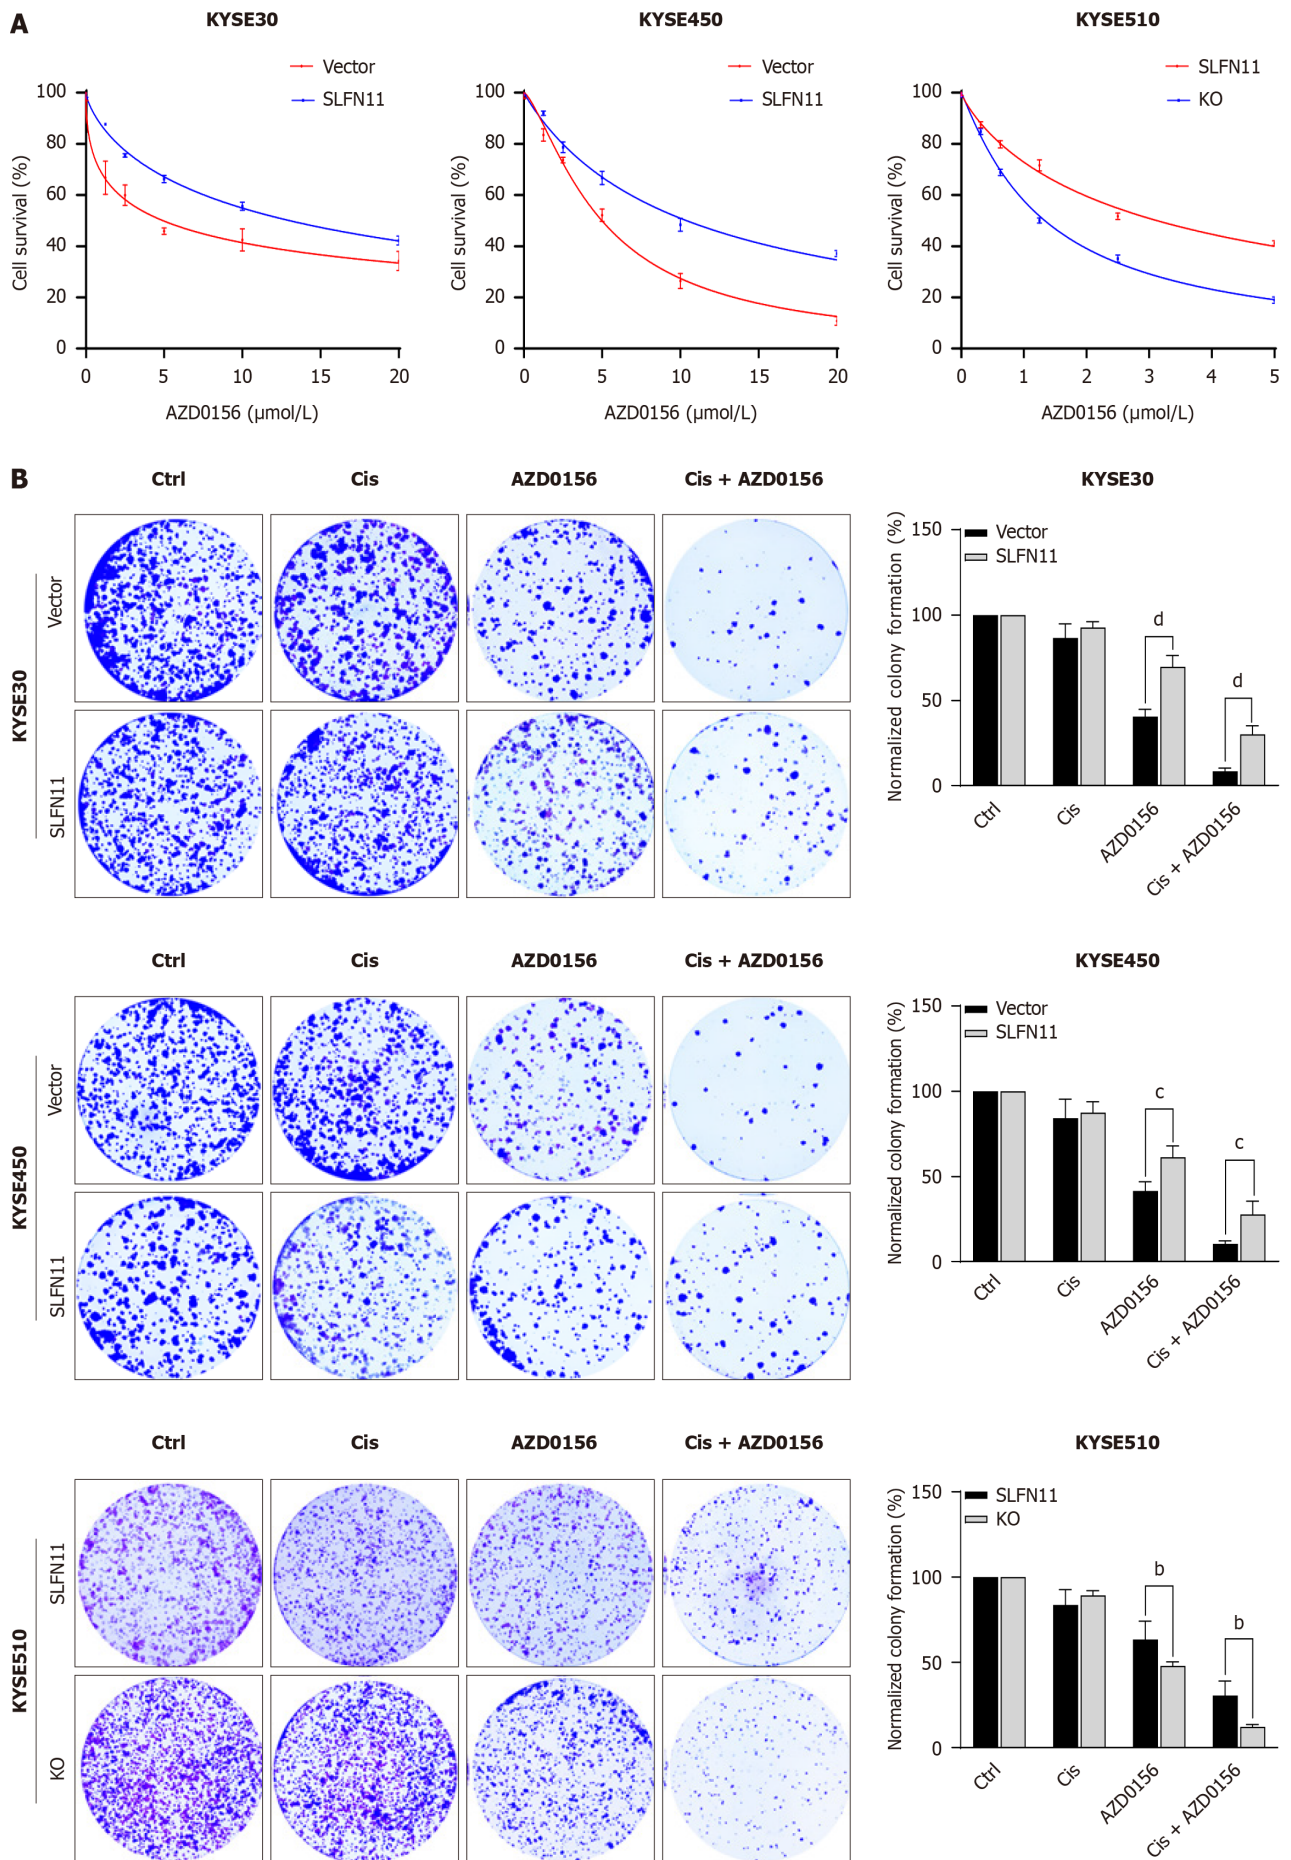 A
KYSE30
KYSE450
KYSE510
Vector
SLFN11
Vector
SLFN11
SLFN11
KO
Cell survival (%)
100
80
60
40
20
0
0 5 10 15 20
AZD0156 (μmol/L)
Cell survival (%)
100
80
60
40
20
0
0 5 10 15 20
AZD0156 (μmol/L)
Cell survival (%)
100
80
60
40
20
0
0 1 2 3 4 5
AZD0156 (μmol/L)
B
Ctrl
Cis
AZD0156
Cis + AZD0156
KYSE30
Vector
SLFN11
KYSE30
Vector
SLFN11
Normalized colony formation (%)
150
100
50
0
d
d
Ctrl
Cis
AZD0156
Cis + AZD0156
Ctrl
Cis
AZD0156
Cis + AZD0156
KYSE450
Vector
SLFN11
KYSE450
Vector
SLFN11
Normalized colony formation (%)
150
100
50
0
c
c
Ctrl
Cis
AZD0156
Cis + AZD0156
Ctrl
Cis
AZD0156
Cis + AZD0156
KYSE510
SLFN11
KO
KYSE510
SLFN11
KO
Normalized colony formation (%)
150
100
50
0
b
b
Ctrl
Cis
AZD0156
Cis + AZD0156